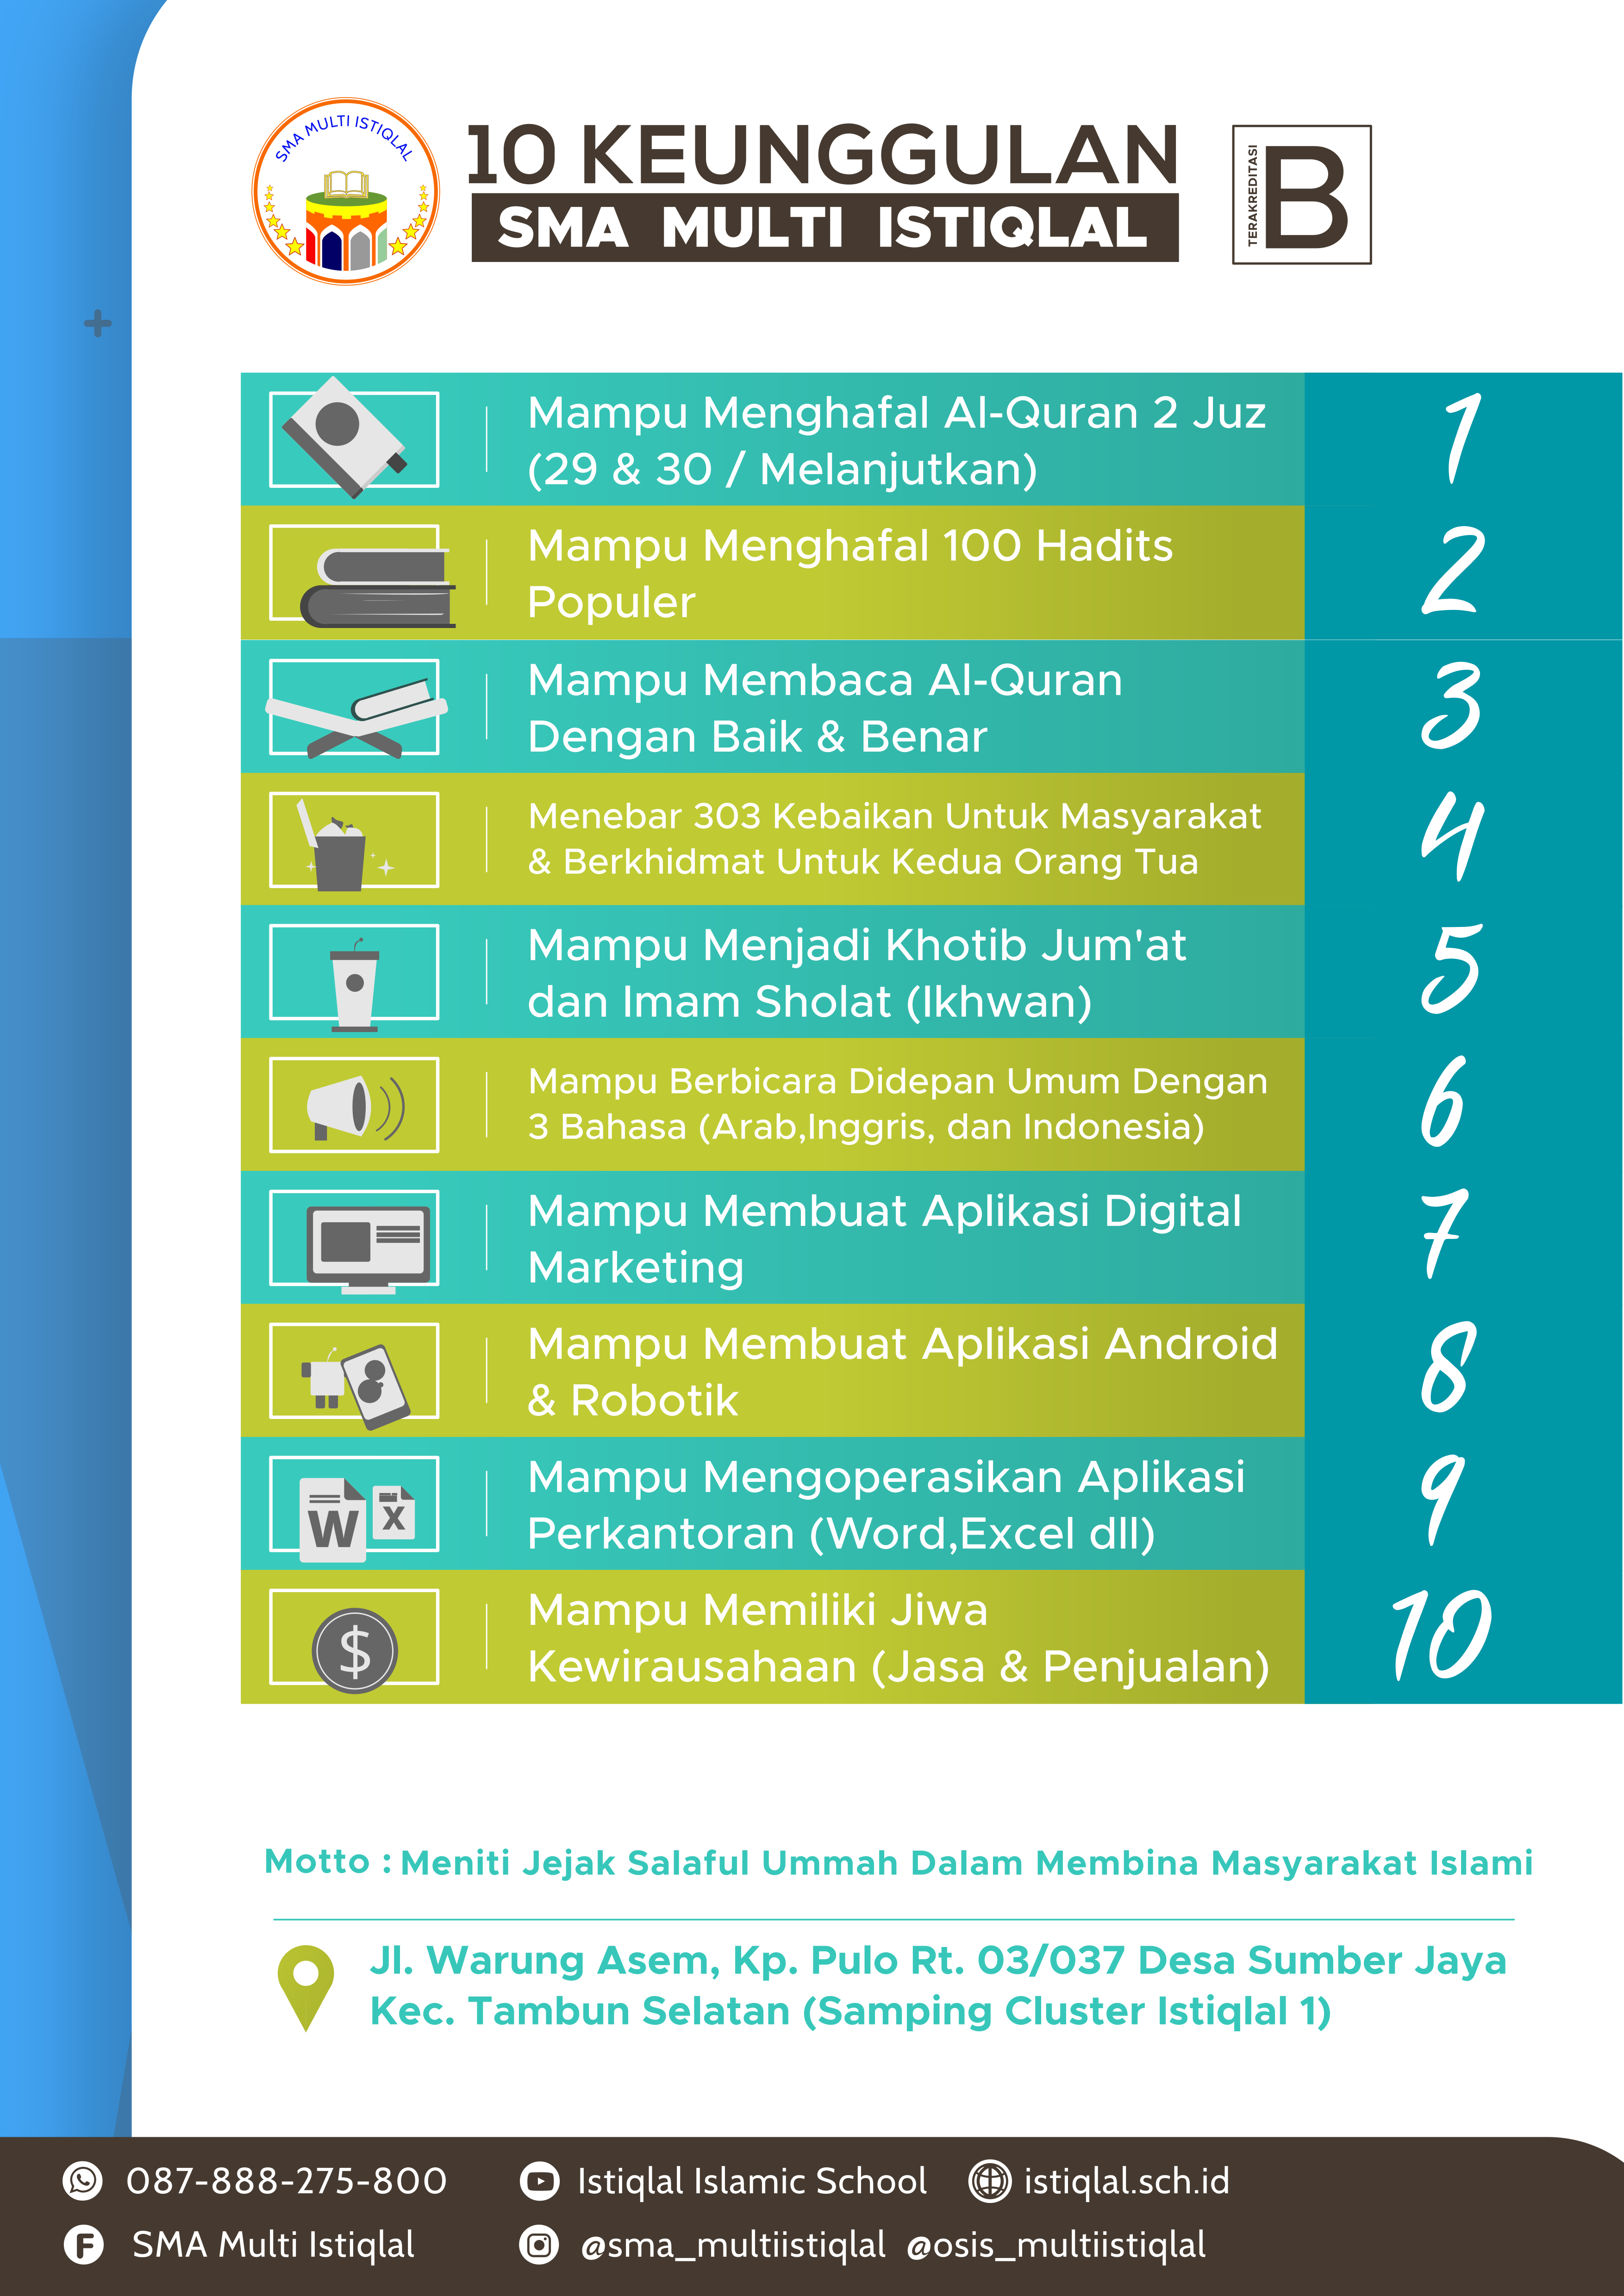 SMA MULTI ISTIQLAL
10 KEUNGGULAN
SMA MULTI ISTIQLAL
TERAKREDITASI
B
Mampu Menghafal Al-Quran 2 Juz
(29 & 30 / Melanjutkan)
1
Mampu Menghafal 100 Hadits
Populer
2
Mampu Membaca Al-Quran
Dengan Baik & Benar
3
Menebar 303 Kebaikan Untuk Masyarakat
& Berkhidmat Untuk Kedua Orang Tua
4
Mampu Menjadi Khotib Jum'at
dan Imam Sholat (Ikhwan)
5
Mampu Berbicara Didepan Umum Dengan
3 Bahasa (Arab,Inggris, dan Indonesia)
6
Mampu Membuat Aplikasi Digital
Marketing
7
Mampu Membuat Aplikasi Android
& Robotik
8
W X
Mampu Mengoperasikan Aplikasi
Perkantoran (Word,Excel dll)
9
$
Mampu Memiliki Jiwa
Kewirausahaan (Jasa & Penjualan)
10
Motto : Meniti Jejak Salaful Ummah Dalam Membina Masyarakat Islami
Jl. Warung Asem, Kp. Pulo Rt. 03/037 Desa Sumber Jaya
Kec. Tambun Selatan (Samping Cluster Istiqlal 1)
087-888-275-800 Istiqlal Islamic School istiqlal.sch.id
F SMA Multi Istiqlal @sma_multiistiqlal @osis_multiistiqlal